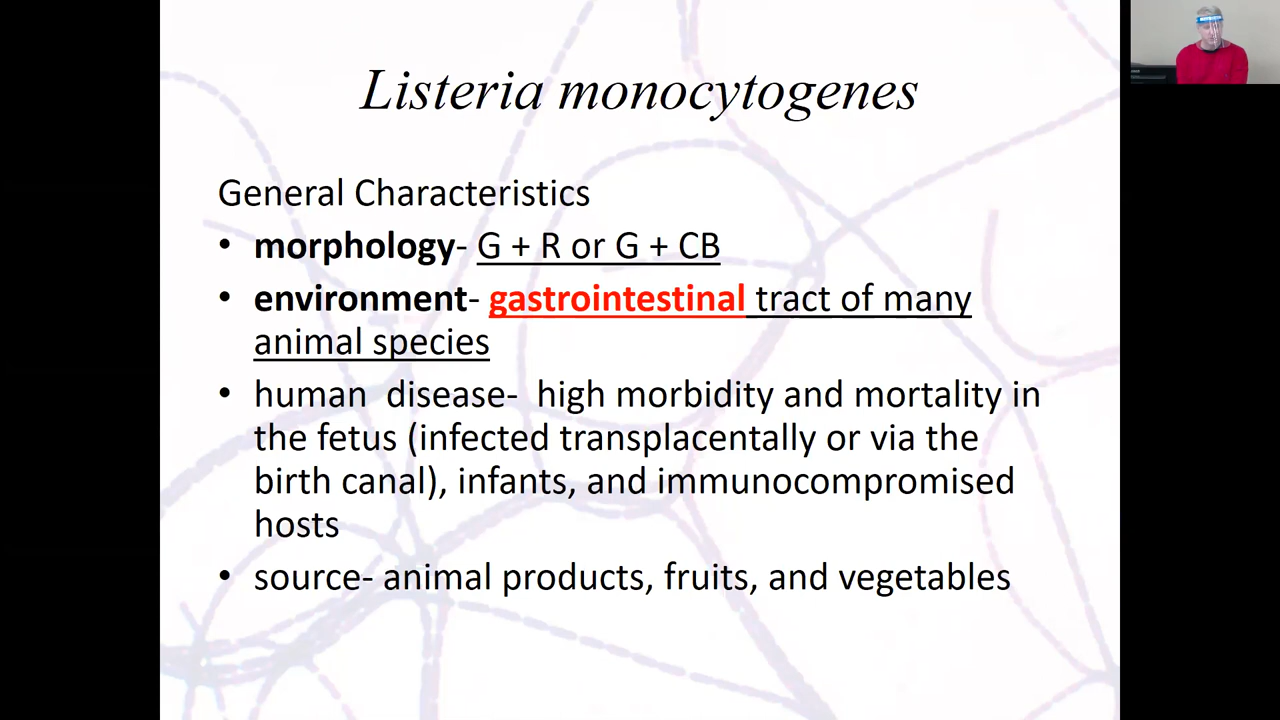 Listeria monocytogenes
General Characteristics
• morphology- G + R or G + CB
• environment- gastrointestinal tract of many
animal species
• human disease- high morbidity and mortality in
the fetus (infected transplacentally or via the
birth canal), infants, and immunocompromised
hosts
• source- animal products, fruits, and vegetables